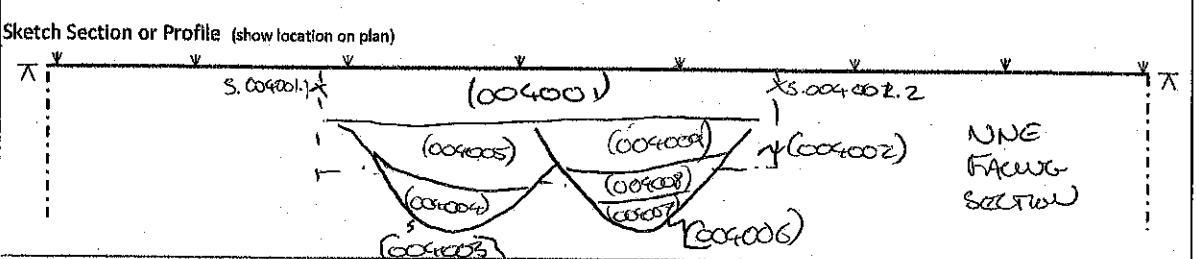 Sketch Section or Profile (show location on plan)
S.004001.1
(004001)
S.004001.2
(004005)
(004009)
(004002)
NNE
FACING
SECTION
(004008)
(004004)
(004007)
[004003]
[004006]